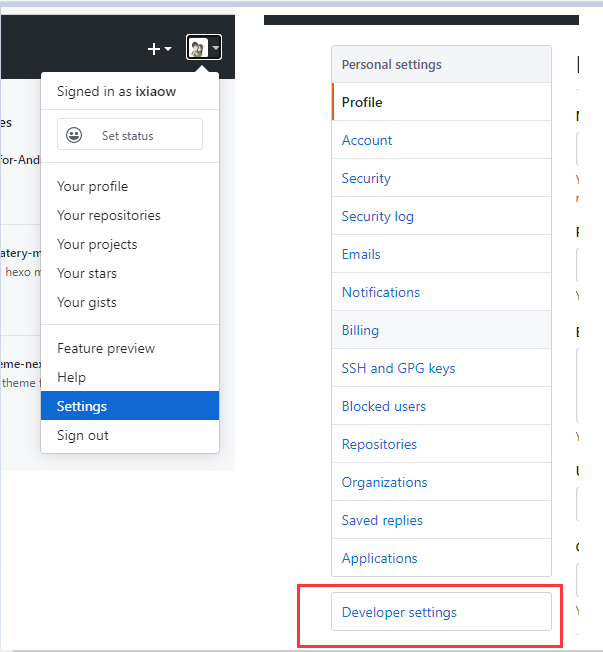 Signed in as ixiaow
es
Set status
for-And
Your profile
Your repositories
Your projects
atery-m
Your stars
hexo m
Your gists
Feature preview
eme-nex
Help
theme f
Settings
Sign out
Personal settings
Profile
Account
Security
Security log
Emails
Notifications
Billing
SSH and GPG keys
Blocked users
Repositories
Organizations
Saved replies
Applications
Developer settings